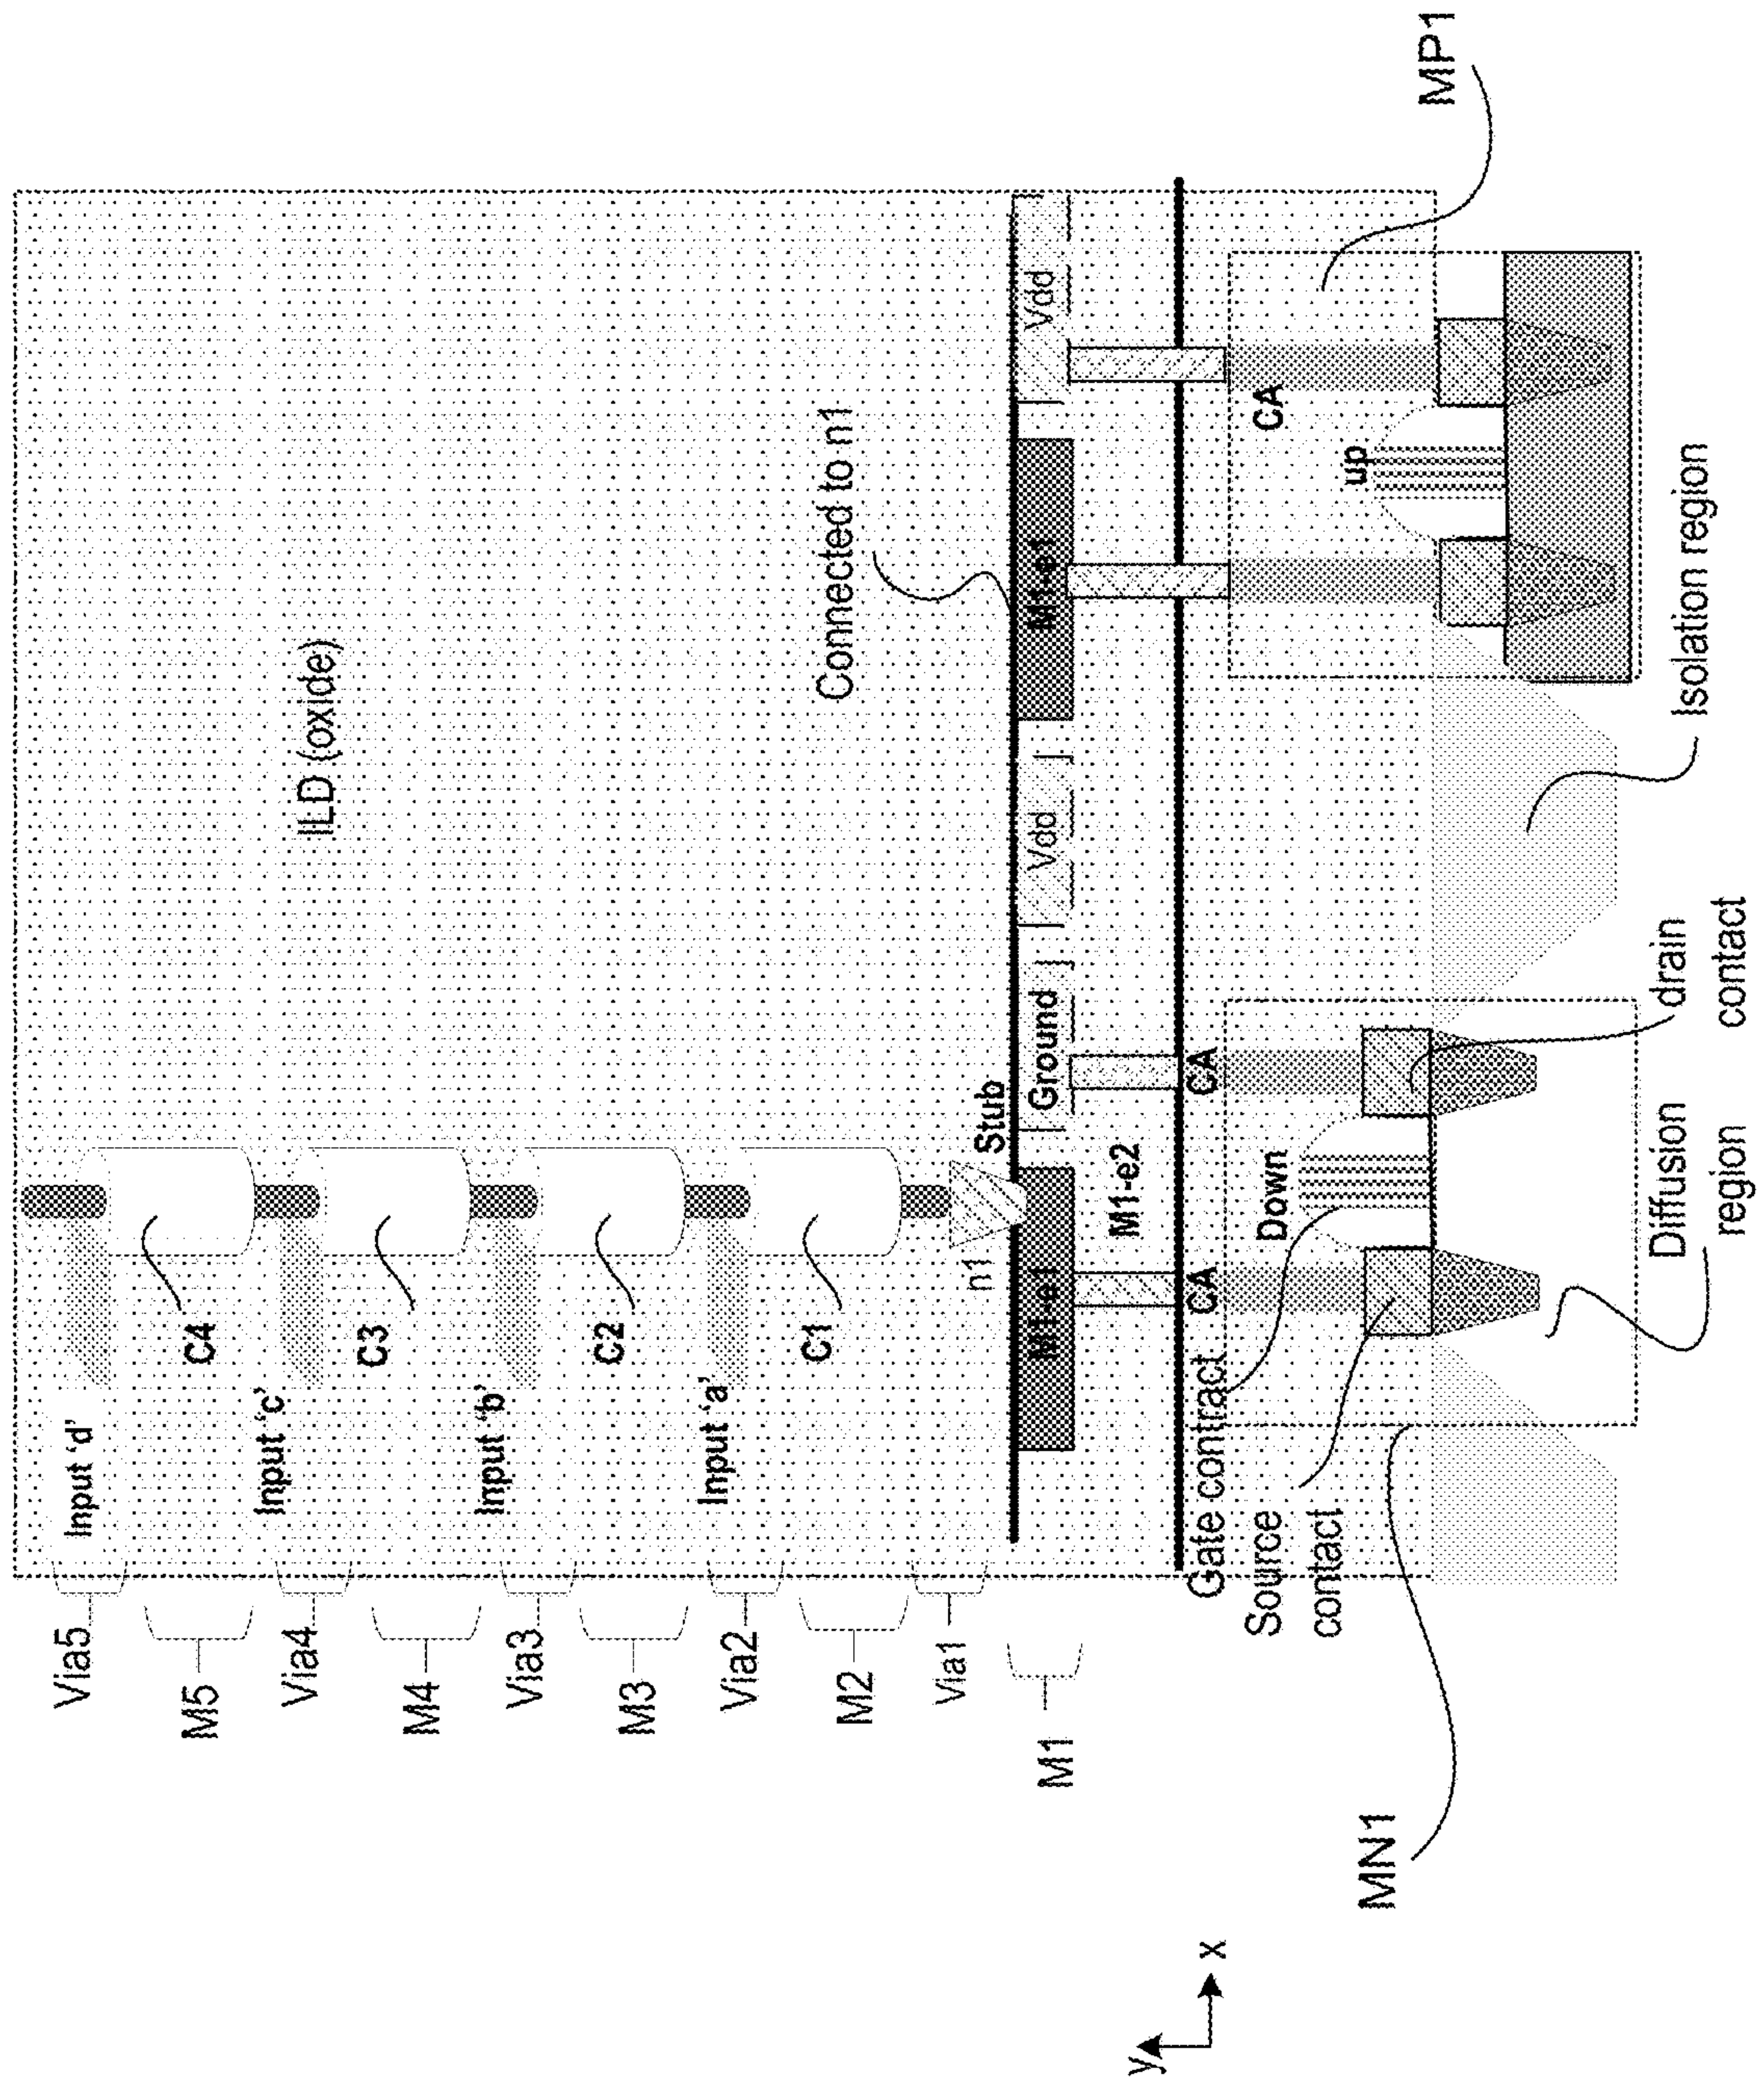 Via5
M5
Via4
M4
Via3
M3
Via2
M2
Via1
M1
Input 'd'
C4
Input 'c'
C3
Input 'b'
C2
Input 'a'
C1
ILD (oxide)
n1
Stub
Connected to n1
M1-e1
Ground
Vdd
M1-e1
Vdd
M1-e2
CA
CA
CA
Gate contract
Source
contact
Down
up
MN1
MP1
Diffusion
region
drain
contact
Isolation region
y
x